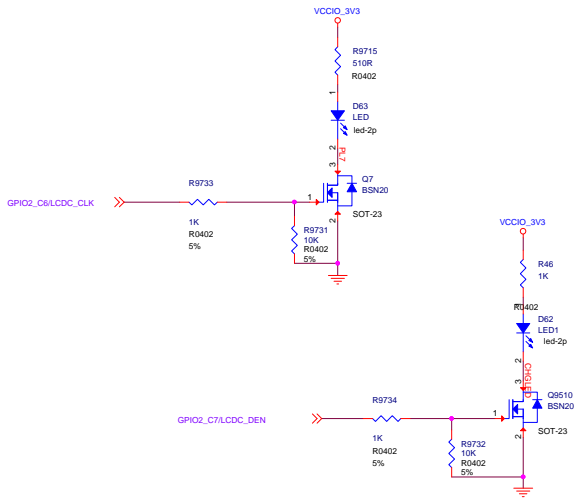 VCCIO_3V3
R9715
510R
R0402
1
D63
LED
led-2p
2
PL7
3
Q7
BSN20
1
2
SOT-23
GPIO2_C6/LCDC_CLK
R9733
1K
R0402
5%
R9731
10K
R0402
5%
VCCIO_3V3
R46
1K
R0402
1
D62
LED1
led-2p
2
CHGLED
3
Q9510
BSN20
1
2
SOT-23
GPIO2_C7/LCDC_DEN
R9734
1K
R0402
5%
R9732
10K
R0402
5%